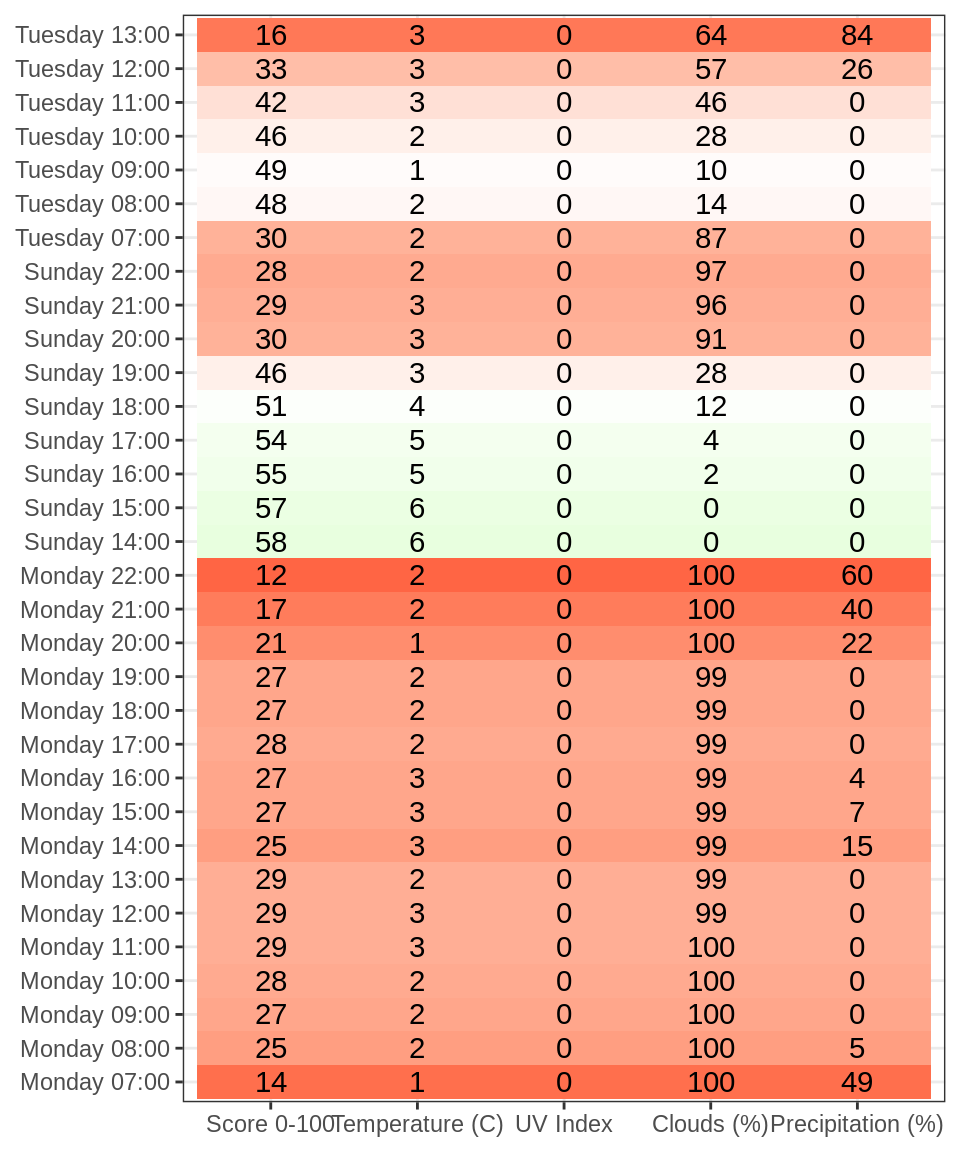 Tuesday 13:00 16 3 0 64 84
Tuesday 12:00 33 3 0 57 26
Tuesday 11:00 42 3 0 46 0
Tuesday 10:00 46 2 0 28 0
Tuesday 09:00 49 1 0 10 0
Tuesday 08:00 48 2 0 14 0
Tuesday 07:00 30 2 0 87 0
Sunday 22:00 28 2 0 97 0
Sunday 21:00 29 3 0 96 0
Sunday 20:00 30 3 0 91 0
Sunday 19:00 46 3 0 28 0
Sunday 18:00 51 4 0 12 0
Sunday 17:00 54 5 0 4 0
Sunday 16:00 55 5 0 2 0
Sunday 15:00 57 6 0 0 0
Sunday 14:00 58 6 0 0 0
Monday 22:00 12 2 0 100 60
Monday 21:00 17 2 0 100 40
Monday 20:00 21 1 0 100 22
Monday 19:00 27 2 0 99 0
Monday 18:00 27 2 0 99 0
Monday 17:00 28 2 0 99 0
Monday 16:00 27 3 0 99 4
Monday 15:00 27 3 0 99 7
Monday 14:00 25 3 0 99 15
Monday 13:00 29 2 0 99 0
Monday 12:00 29 3 0 99 0
Monday 11:00 29 3 0 100 0
Monday 10:00 28 2 0 100 0
Monday 09:00 27 2 0 100 0
Monday 08:00 25 2 0 100 5
Monday 07:00 14 1 0 100 49
Score 0-100 Temperature (C) UV Index Clouds (%) Precipitation (%)